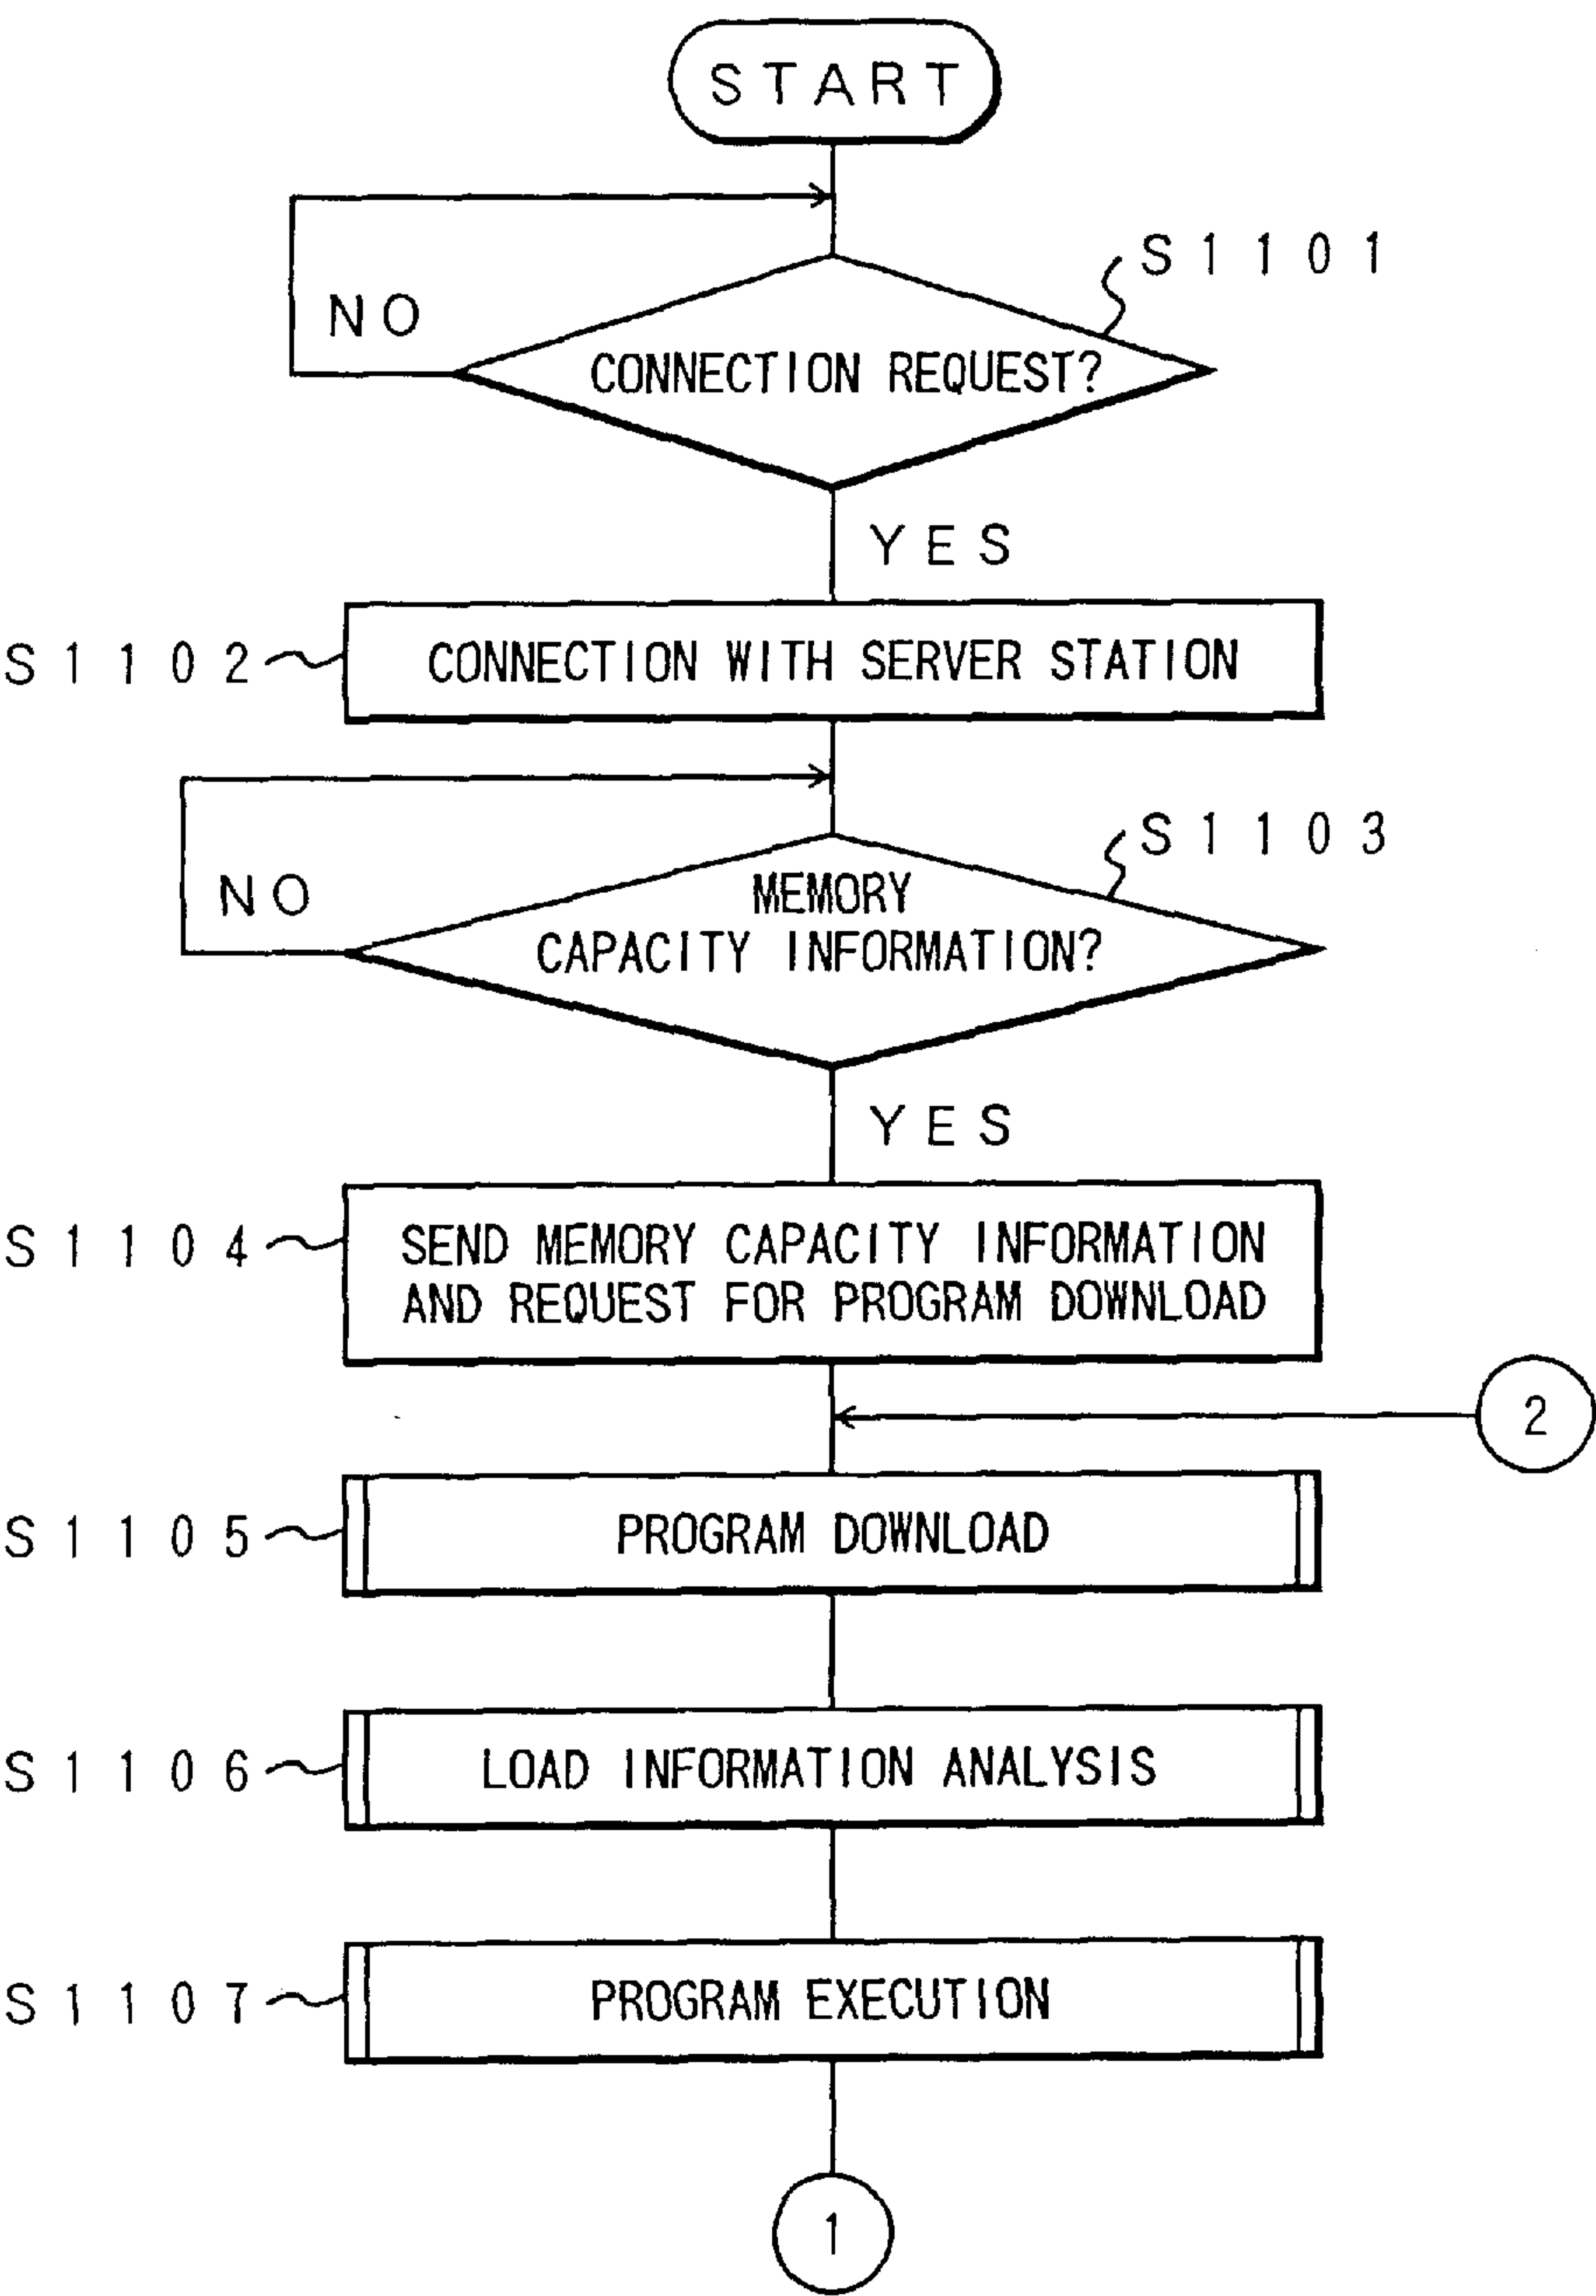 START
S1101
NO
CONNECTION REQUEST?
YES
S1102
CONNECTION WITH SERVER STATION
S1103
NO
MEMORY
CAPACITY INFORMATION?
YES
S1104
SEND MEMORY CAPACITY INFORMATION
AND REQUEST FOR PROGRAM DOWNLOAD
2
S1105
PROGRAM DOWNLOAD
S1106
LOAD INFORMATION ANALYSIS
S1107
PROGRAM EXECUTION
1